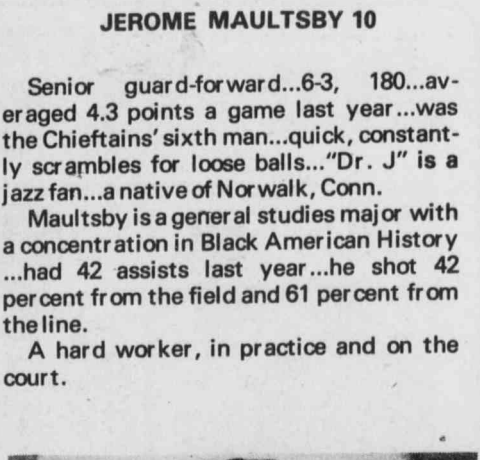 JEROME MAULTSBY 10
Senior guard-forward...6-3, 180...av-
eraged 4.3 points a game last year...was
the Chieftains' sixth man...quick, constant-
ly scrambles for loose balls..."Dr. J" is a
jazz fan...a native of Norwalk, Conn.
Maultsby is a general studies major with
a concentration in Black American History
...had 42 assists last year...he shot 42
percent from the field and 61 percent from
the line.
A hard worker, in practice and on the
court.